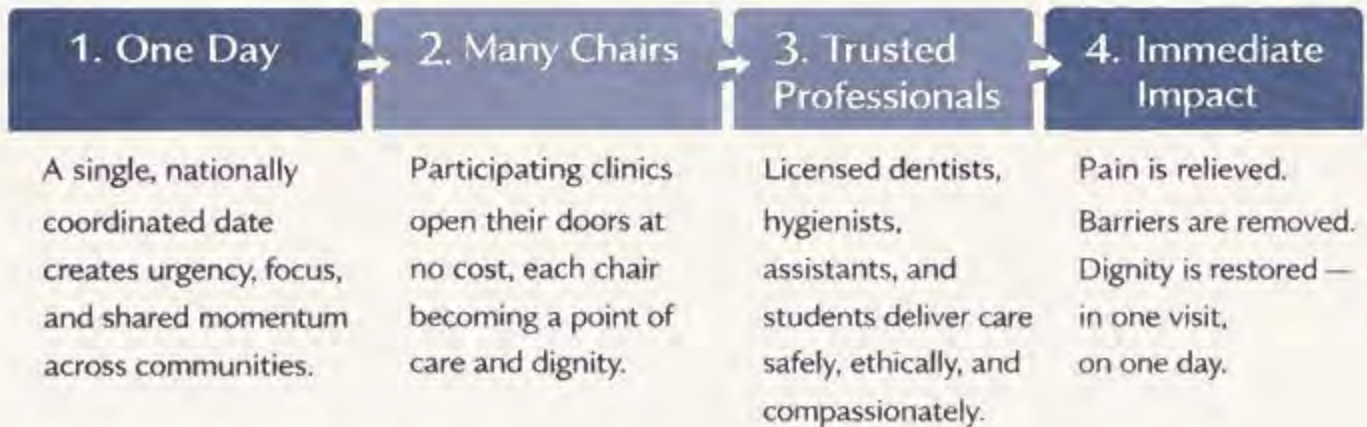 1. One Day
A single, nationally
coordinated date
creates urgency, focus,
and shared momentum
across communities.
2. Many Chairs
Participating clinics
open their doors at
no cost, each chair
becoming a point of
care and dignity.
3. Trusted
Professionals
Licensed dentists,
hygienists,
assistants, and
students deliver care
safely, ethically, and
compassionately.
4. Immediate
Impact
Pain is relieved.
Barriers are removed.
Dignity is restored —
in one visit,
on one day.